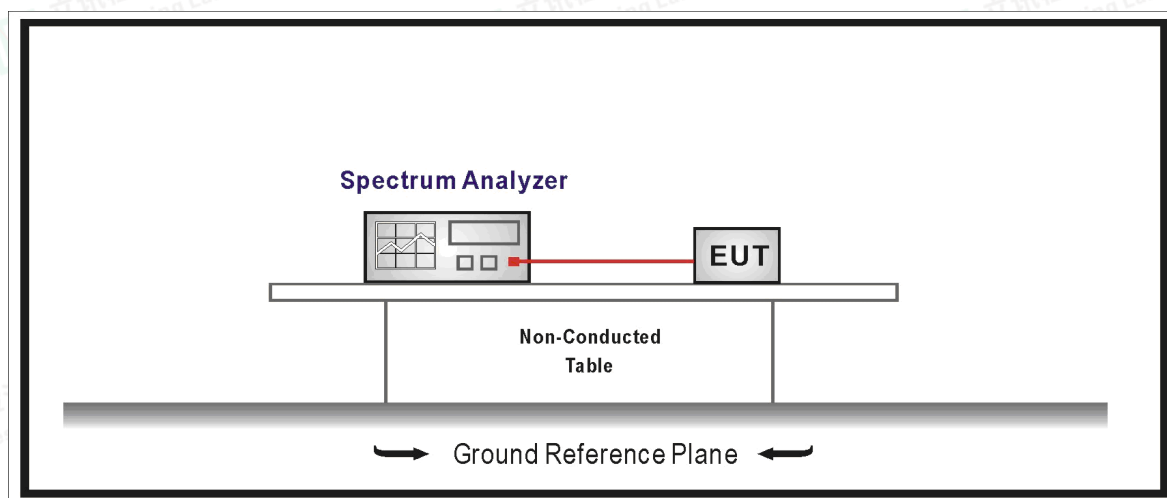 Spectrum Analyzer
EUT
Non-Conducted
Table
Ground Reference Plane